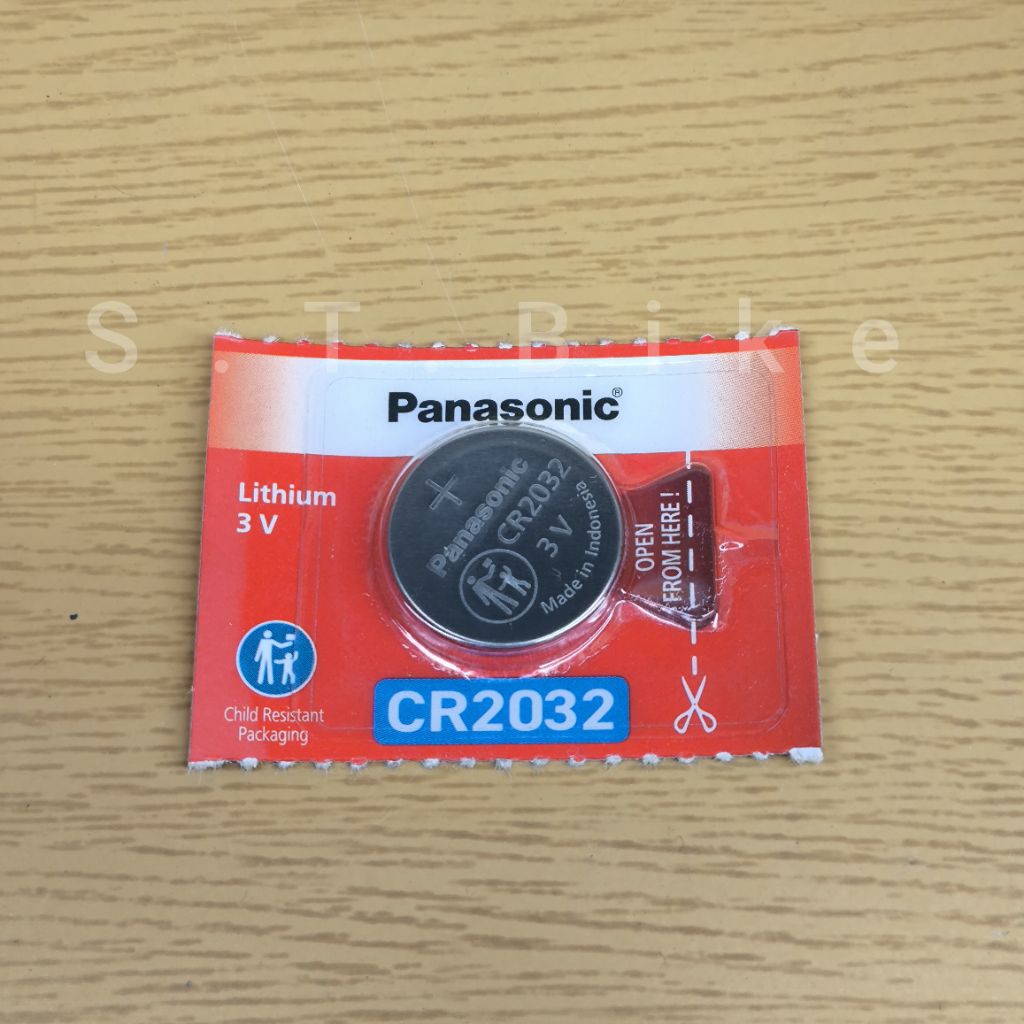 S.T.Bike
Panasonic®
Lithium
3 V
+
Panasonic
CR2032
3 V
Made in Indonesia
OPEN
FROM HERE !
Child Resistant
Packaging
CR2032